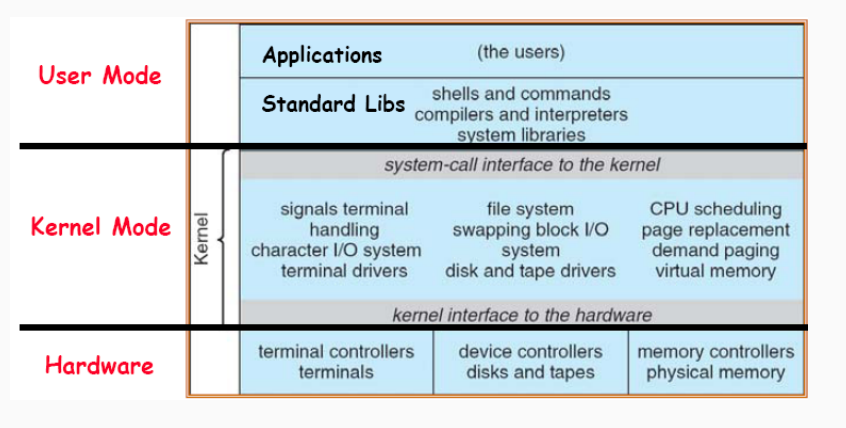 User Mode
Applications
(the users)
Standard Libs
shells and commands
compilers and interpreters
system libraries
Kernel Mode
Kernel
system-call interface to the kernel
signals terminal
handling
character I/O system
terminal drivers
file system
swapping block I/O
system
disk and tape drivers
CPU scheduling
page replacement
demand paging
virtual memory
kernel interface to the hardware
Hardware
terminal controllers
terminals
device controllers
disks and tapes
memory controllers
physical memory